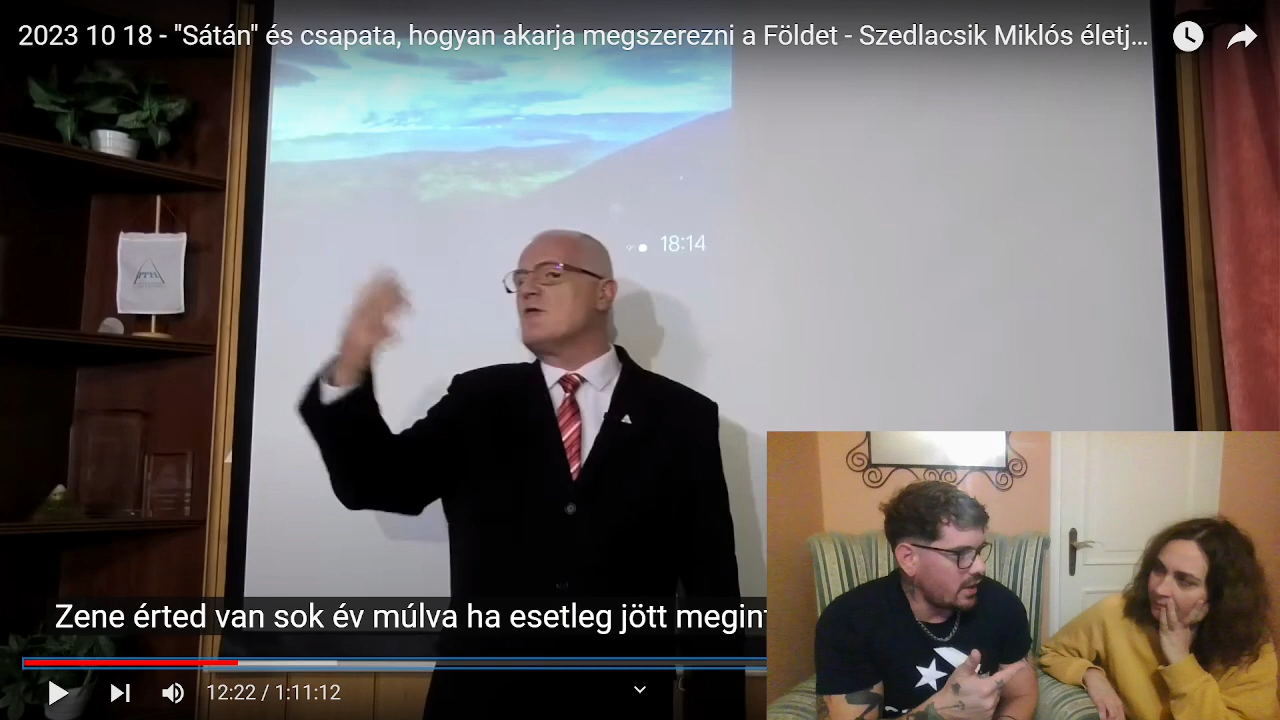 2023 10 18 - "Sátán" és csapata, hogyan akarja megszerezni a Földet - Szedlacsik Miklós életj...
18:14
Zene érted van sok év múlva ha esetleg jött megint
12:22 / 1:11:12